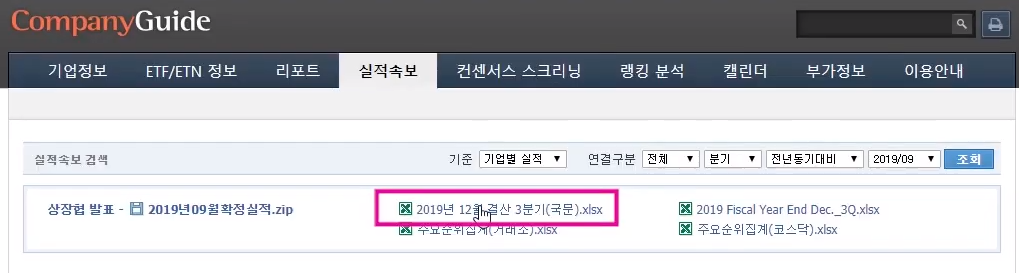 CompanyGuide
기업정보 ETF/ETN 정보 리포트 실적속보 컨센서스 스크리닝 랭킹 분석 캘린더 부가정보 이용안내
실적속보 검색 기준 기업별 실적 연결구분 전체 분기 전년동기대비 2019/09 조회
상장협 발표 - 2019년09월확정실적.zip 2019년 12월 결산 3분기(국문).xlsx 2019 Fiscal Year End Dec._3Q.xlsx
주요순위집계(거래소).xlsx 주요순위집계(코스닥).xlsx